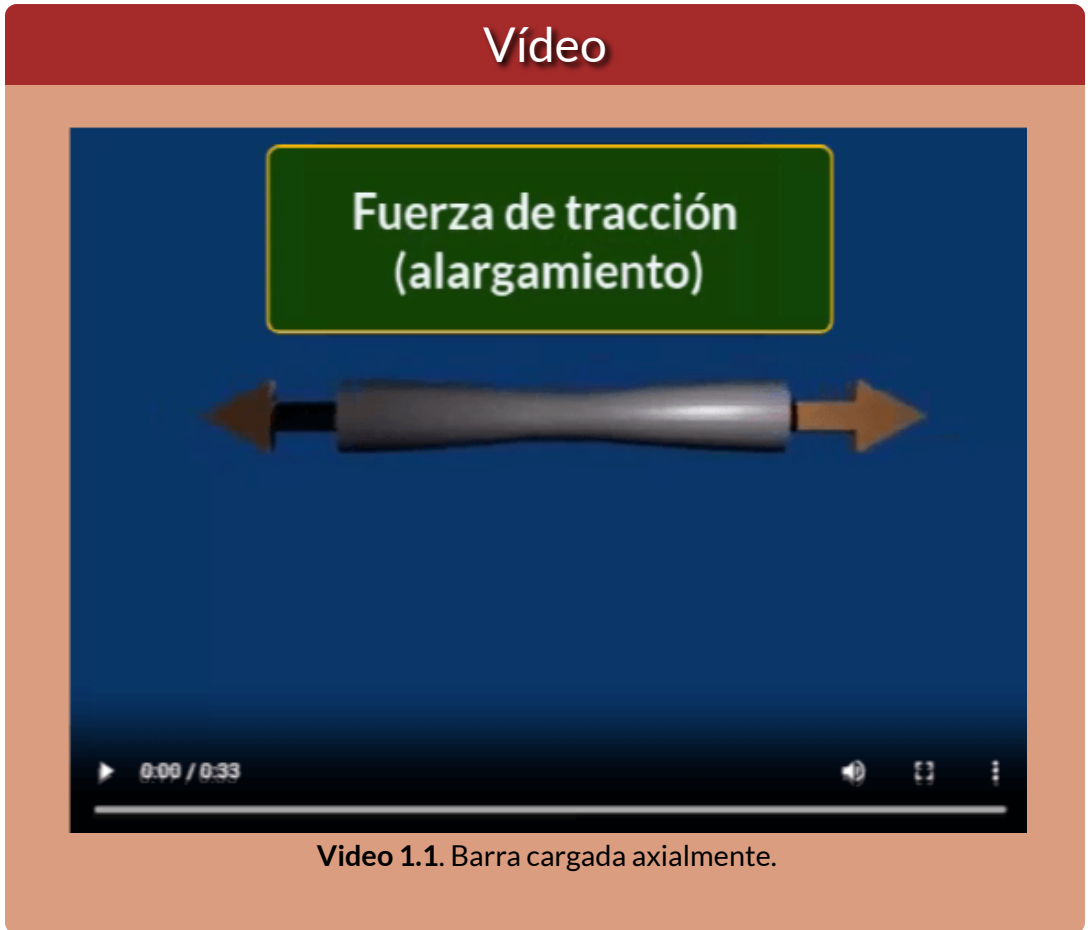 Vídeo
Fuerza de tracción
(alargamiento)
0:00 / 0:33
Video 1.1. Barra cargada axialmente.